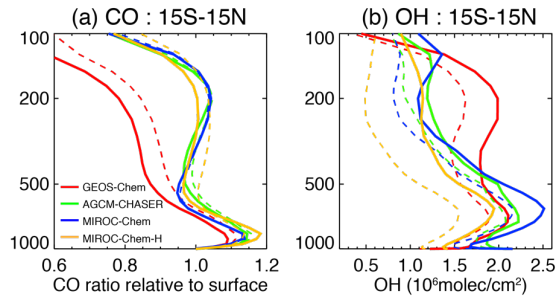 (a) CO : 15S-15N
100
200
500
1000
GEOS-Chem
AGCM-CHASER
MIROC-Chem
MIROC-Chem-H
0.6 0.8 1.0 1.2
CO ratio relative to surface
(b) OH : 15S-15N
100
200
500
1000
0.5 1.0 1.5 2.0 2.5
OH (10⁶molec/cm²)